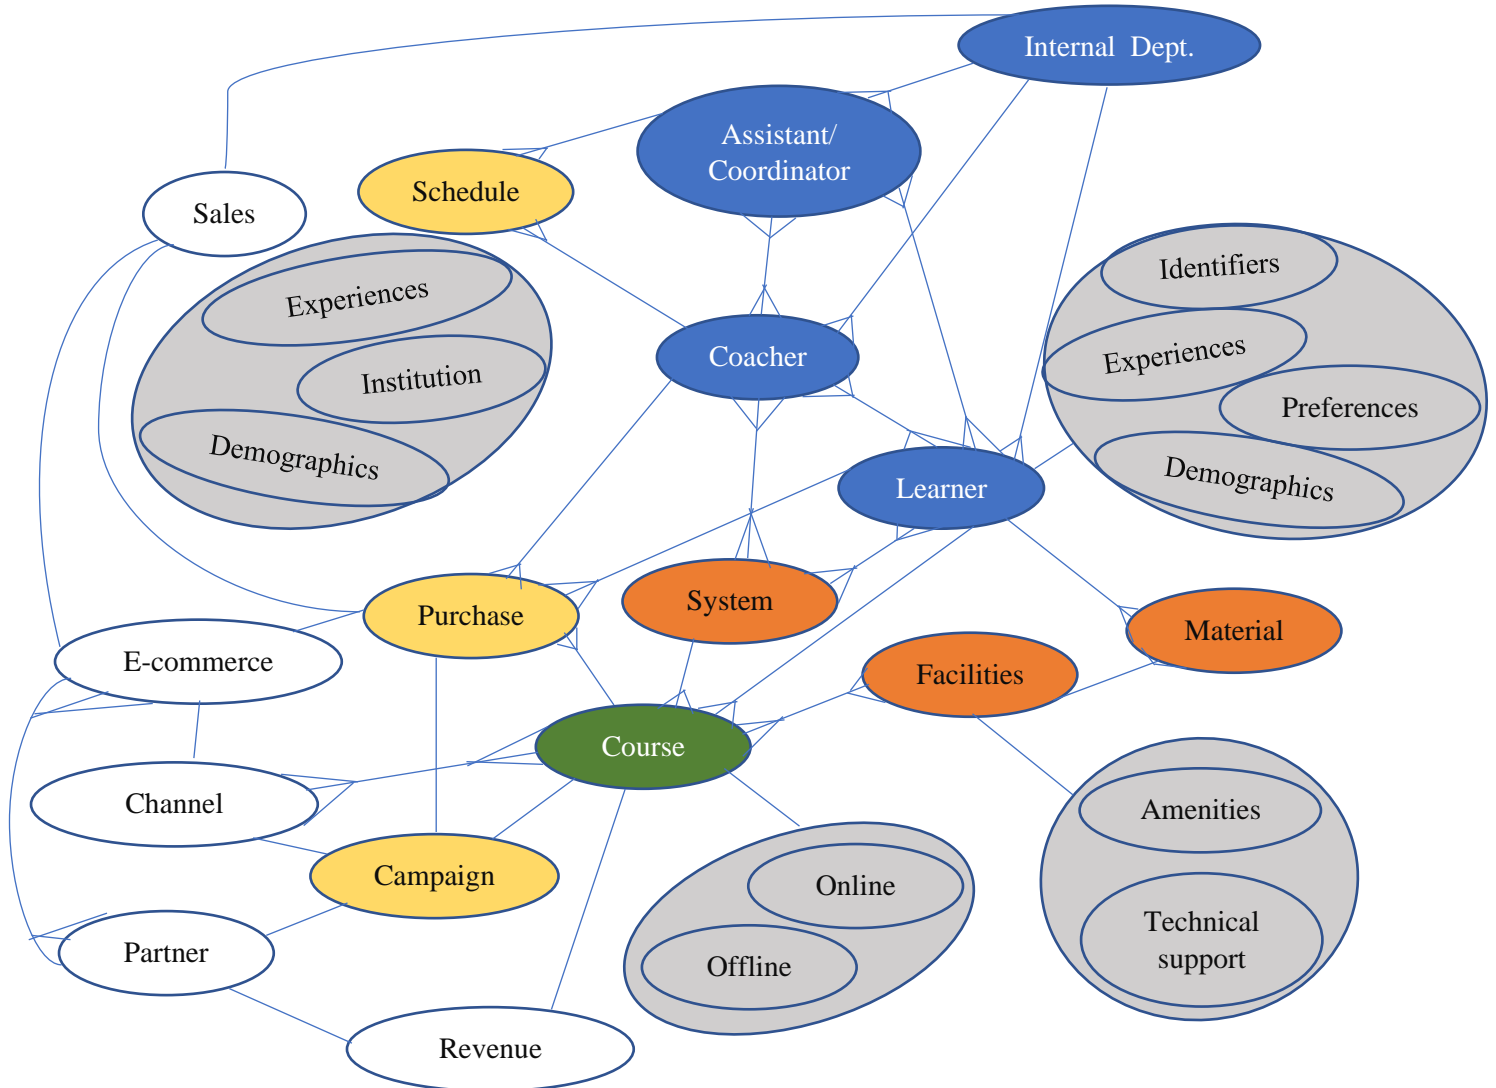 Internal  Dept.
Assistant/
Coordinator
Schedule
Sales
Identifiers
Experiences
Experiences
Institution
Coacher
Preferences
Demographics
Demographics
Learner
System
Purchase
Material
E-commerce
Facilities
Course
Channel
Amenities
Campaign
Online
Technical
support
Partner
Offline
Revenue